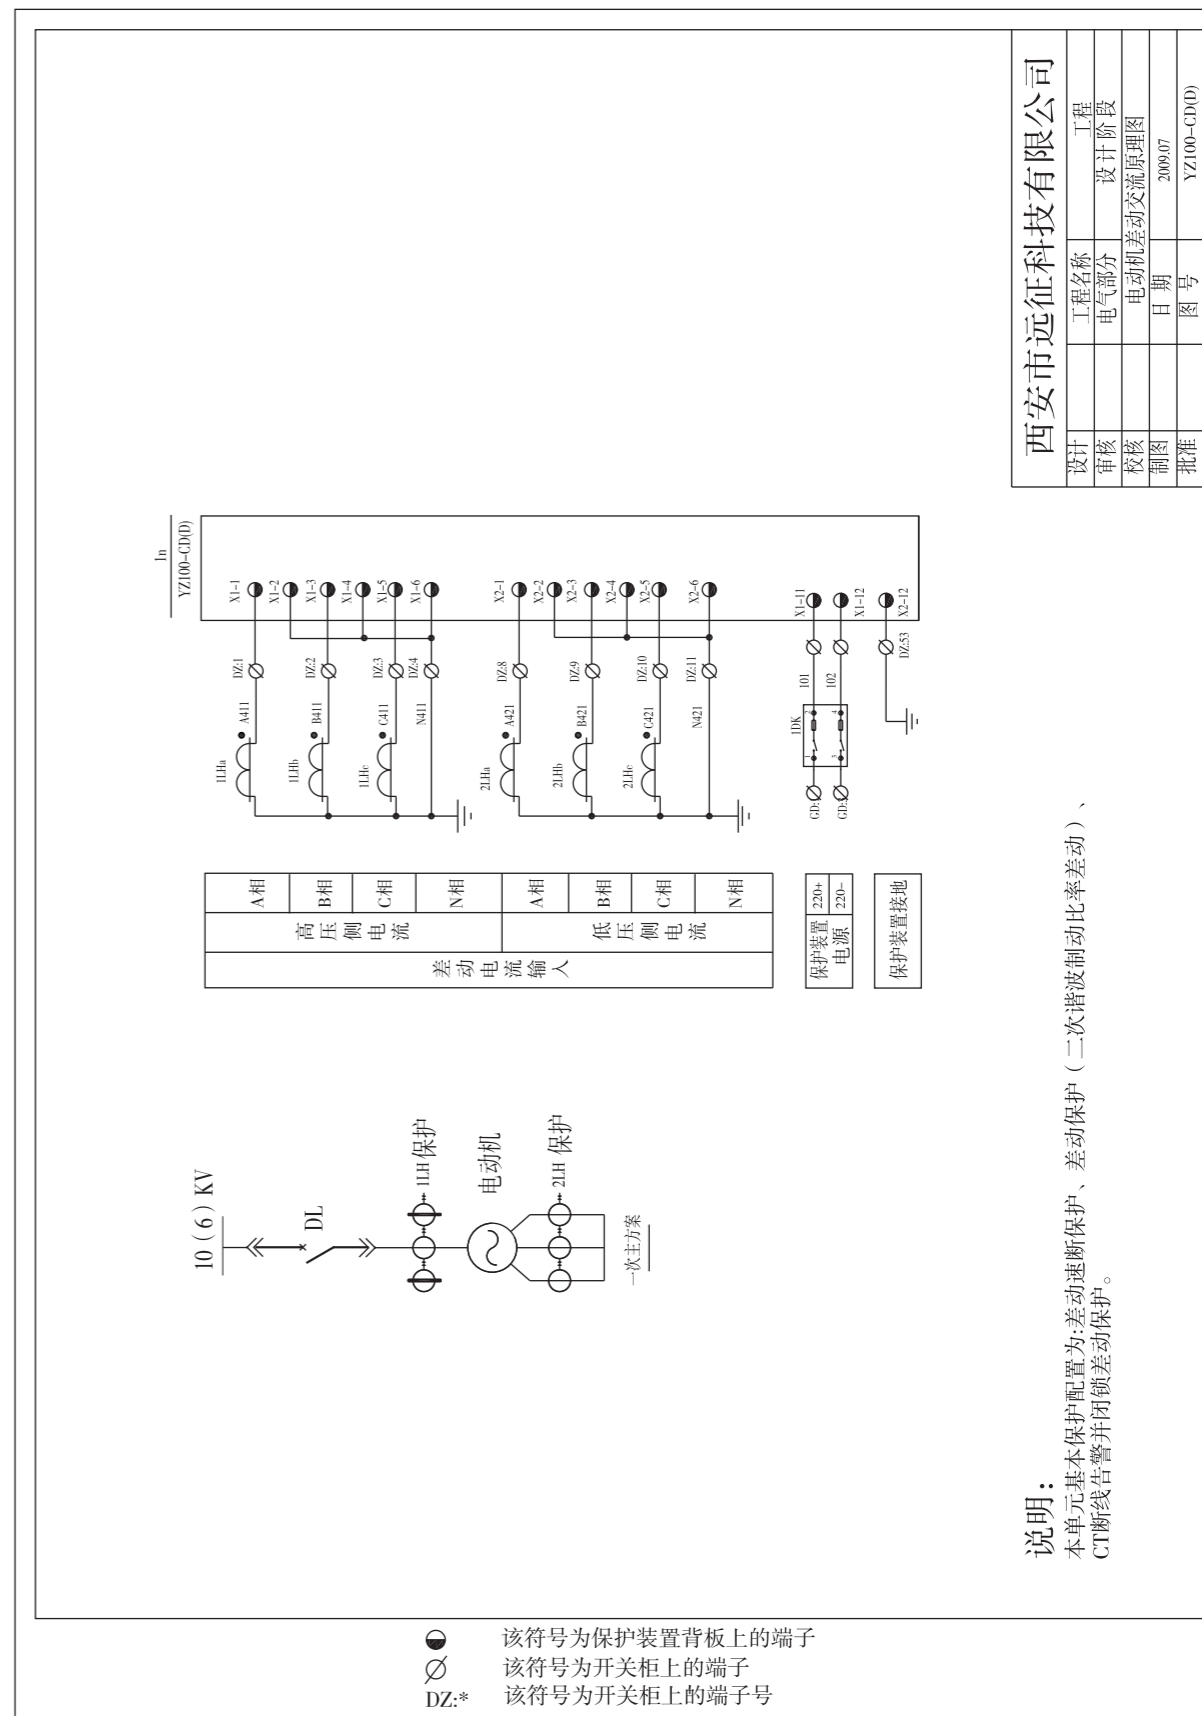 10（6）KV
DL
1LH 保护
电动机
2LH 保护
一次主方案
差动电流输入
高压侧电流
A相
B相
C相
N相
低压侧电流
A相
B相
C相
N相
保护装置电源
220+
220-
保护装置接地
1LHa
A411
DZ:1
X1-1
X1-2
1LHb
B411
DZ:2
X1-3
X1-4
1LHc
C411
DZ:3
X1-5
N411
DZ:4
X1-6
2LHa
A421
DZ:8
X2-1
X2-2
2LHb
B421
DZ:9
X2-3
X2-4
2LHc
C421
DZ:10
X2-5
N421
DZ:11
X2-6
1DK
1
2
3
4
101
102
X1-11
X1-12
DZ:53
X2-12
1n
YZ100-CD(D)
说明：
本单元基本保护配置为:差动速断保护、差动保护（二次谐波制动比率差动）、
CT断线告警并闭锁差动保护。
西安市远征科技有限公司
设计 工程名称 工程
审核 电气部分 设计阶段
校核 电动机差动交流原理图
制图 日 期 2009.07
批准 图 号 YZ100-CD(D)
该符号为保护装置背板上的端子
该符号为开关柜上的端子
DZ:* 该符号为开关柜上的端子号